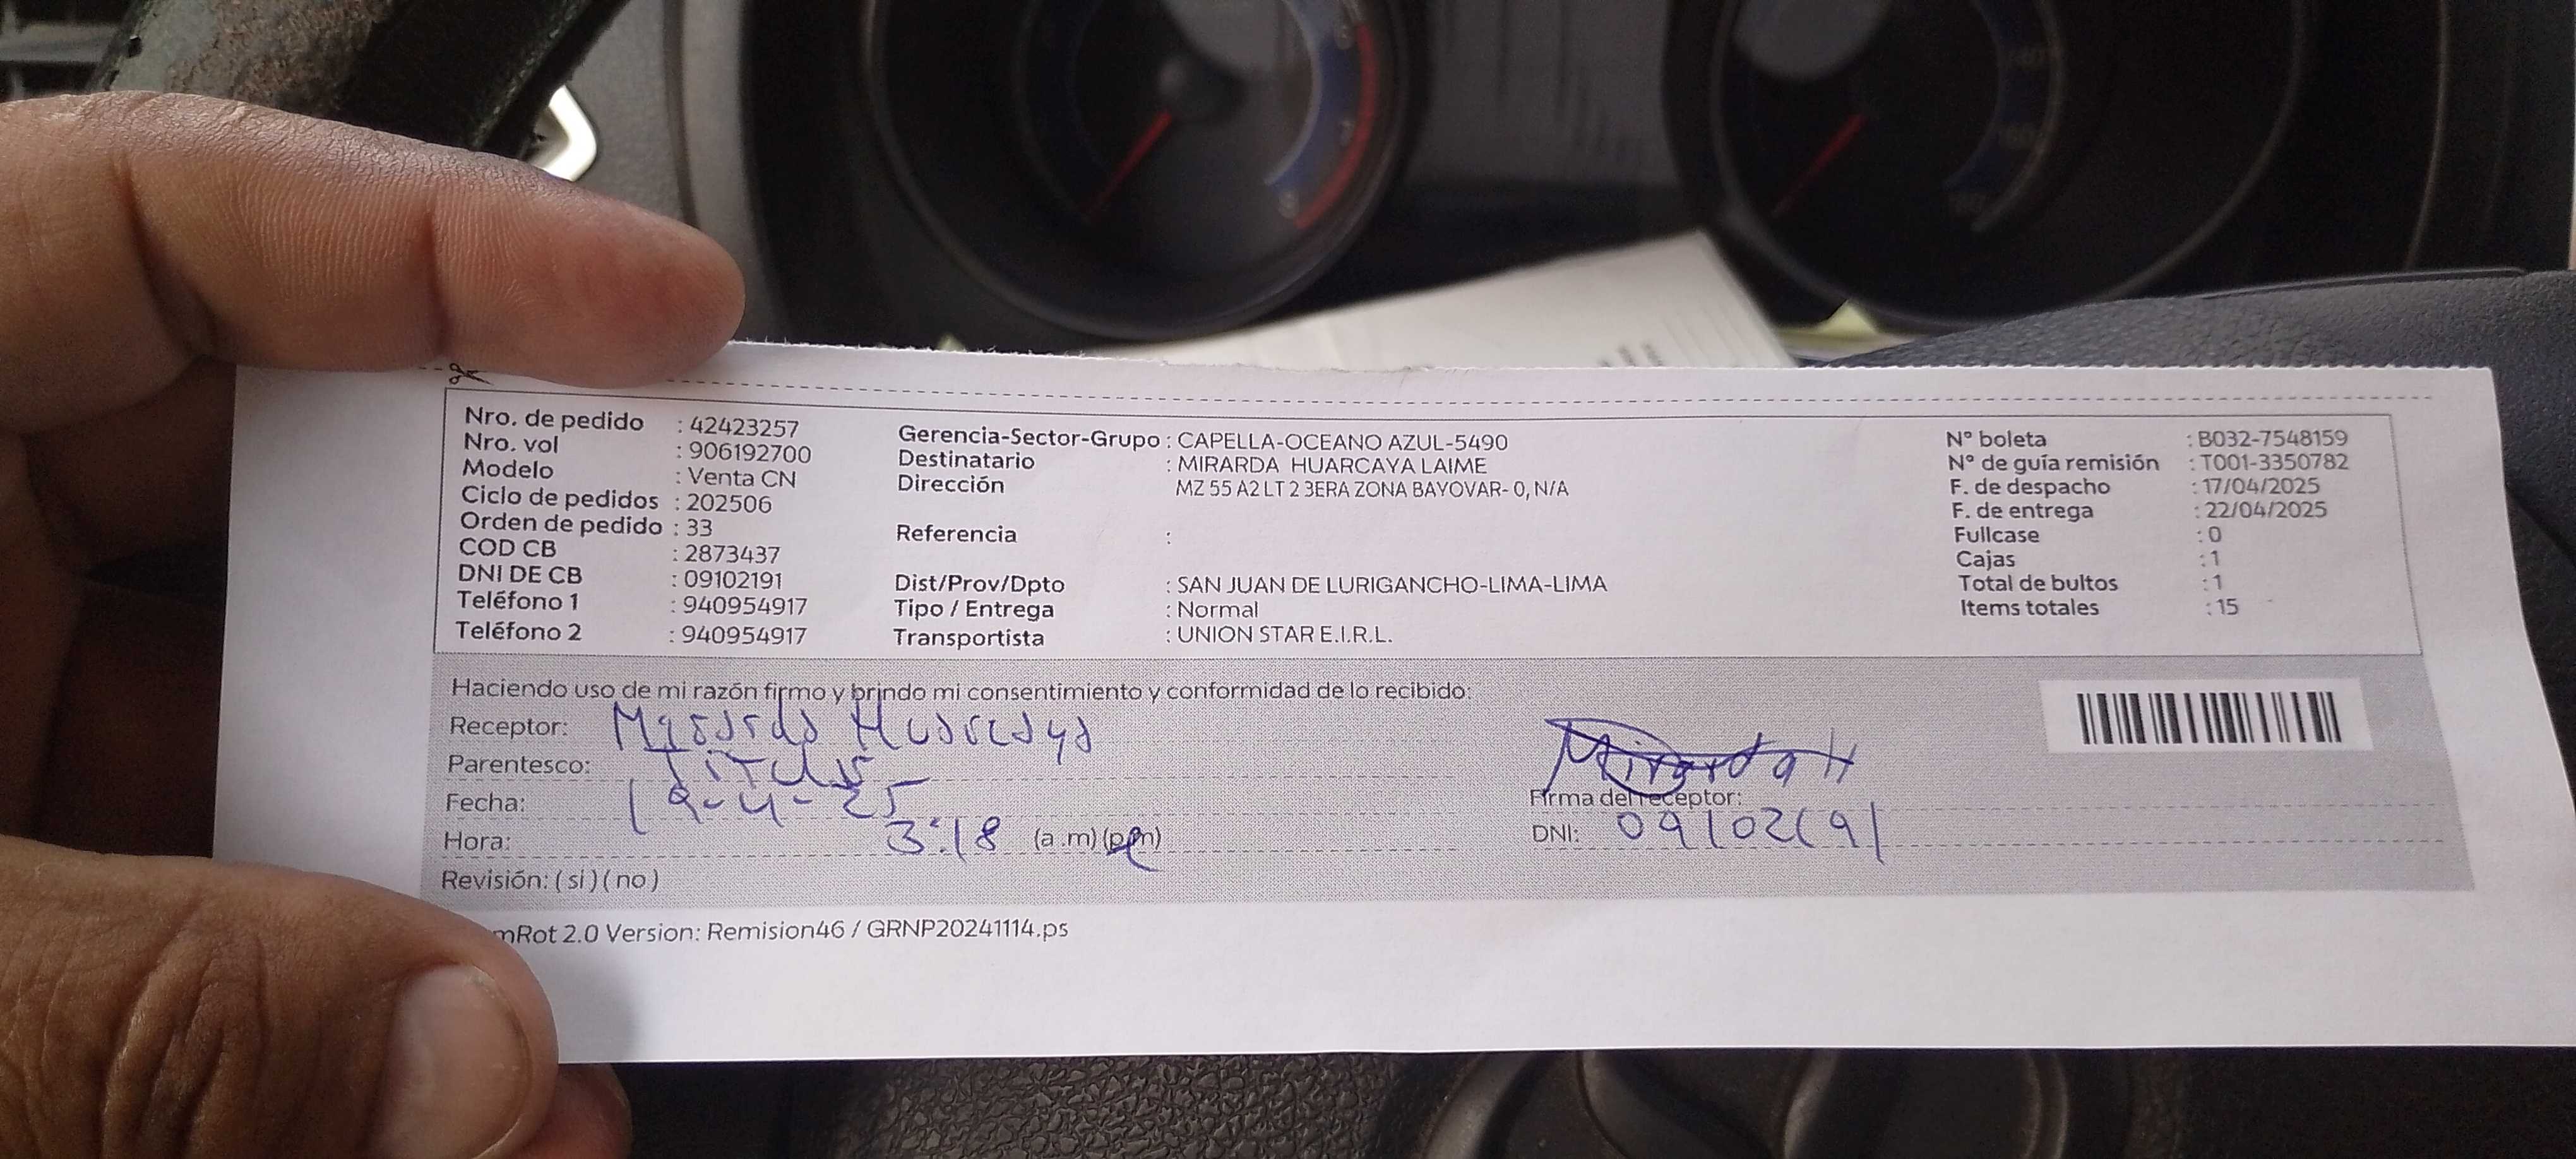 Nro. de pedido : 42423257
Nro. vol : 906192700
Modelo : Venta CN
Ciclo de pedidos : 202506
Orden de pedido : 33
COD CB : 2873437
DNI DE CB : 09102191
Teléfono 1 : 940954917
Teléfono 2 : 940954917
Gerencia-Sector-Grupo : CAPELLA-OCEANO AZUL-5490
Destinatario : MIRARDA HUARCAYA LAIME
Dirección MZ 55 A2 LT 2 3ERA ZONA BAYOVAR- 0, N/A
Referencia :
Dist/Prov/Dpto : SAN JUAN DE LURIGANCHO-LIMA-LIMA
Tipo / Entrega : Normal
Transportista : UNION STAR E.I.R.L.
N° boleta : B032-7548159
N° de guía remisión : T001-3350782
F. de despacho : 17/04/2025
F. de entrega : 22/04/2025
Fullcase : 0
Cajas : 1
Total de bultos : 1
Items totales : 15
Haciendo uso de mi razón firmo y brindo mi consentimiento y conformidad de lo recibido:
Receptor: Huarcaya
Parentesco: Titular
Fecha: 19-4-25
Hora: 3:18 (a .m) (p.m)
Revisión: ( si ) ( no )
Mirarda H
Firma del receptor:
DNI: 09102191
mRot 2.0 Version: Remision46 / GRNP20241114.ps